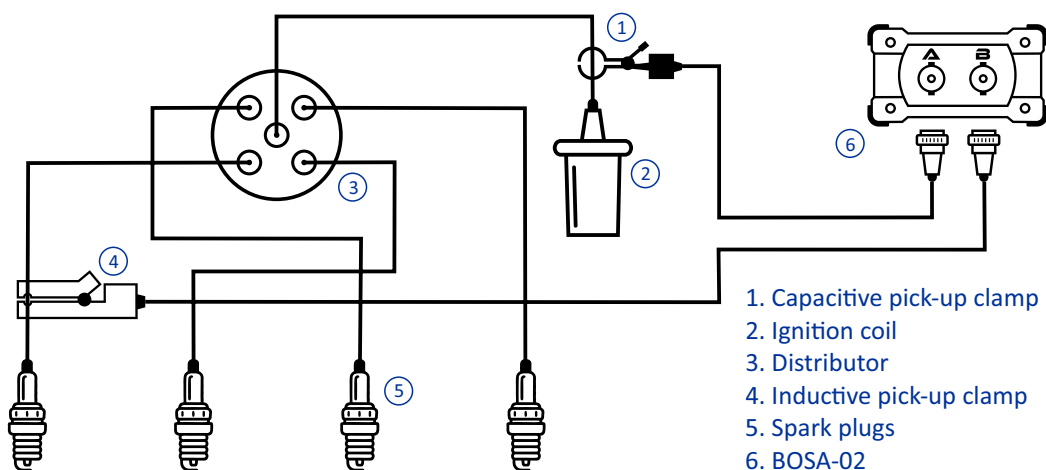 1
A B
6
2
3
4
5
1. Capacitive pick-up clamp
2. Ignition coil
3. Distributor
4. Inductive pick-up clamp
5. Spark plugs
6. BOSA-02